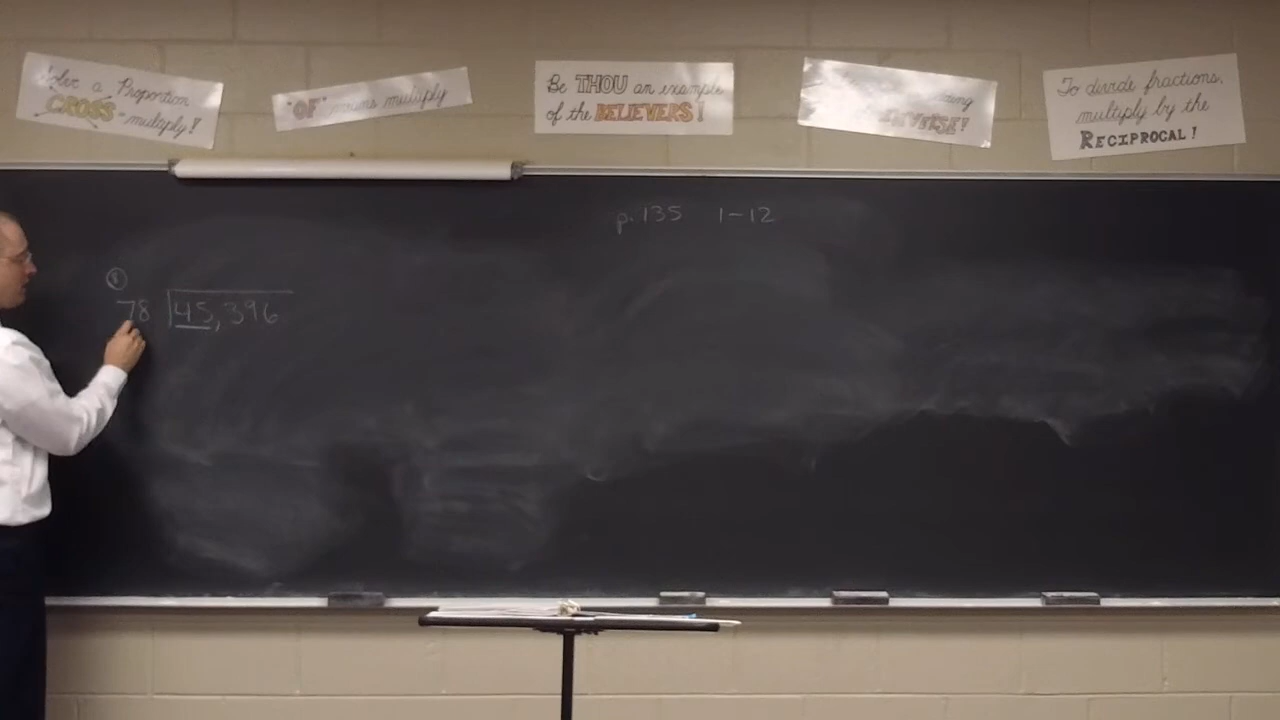 Solve a Proportion
"CROSS"-multiply!
"OF" means multiply
Be THOU an example
of the BELIEVERS!
To divide fractions,
multiply by the
RECIPROCAL!
p. 135 1-12
78 45,396